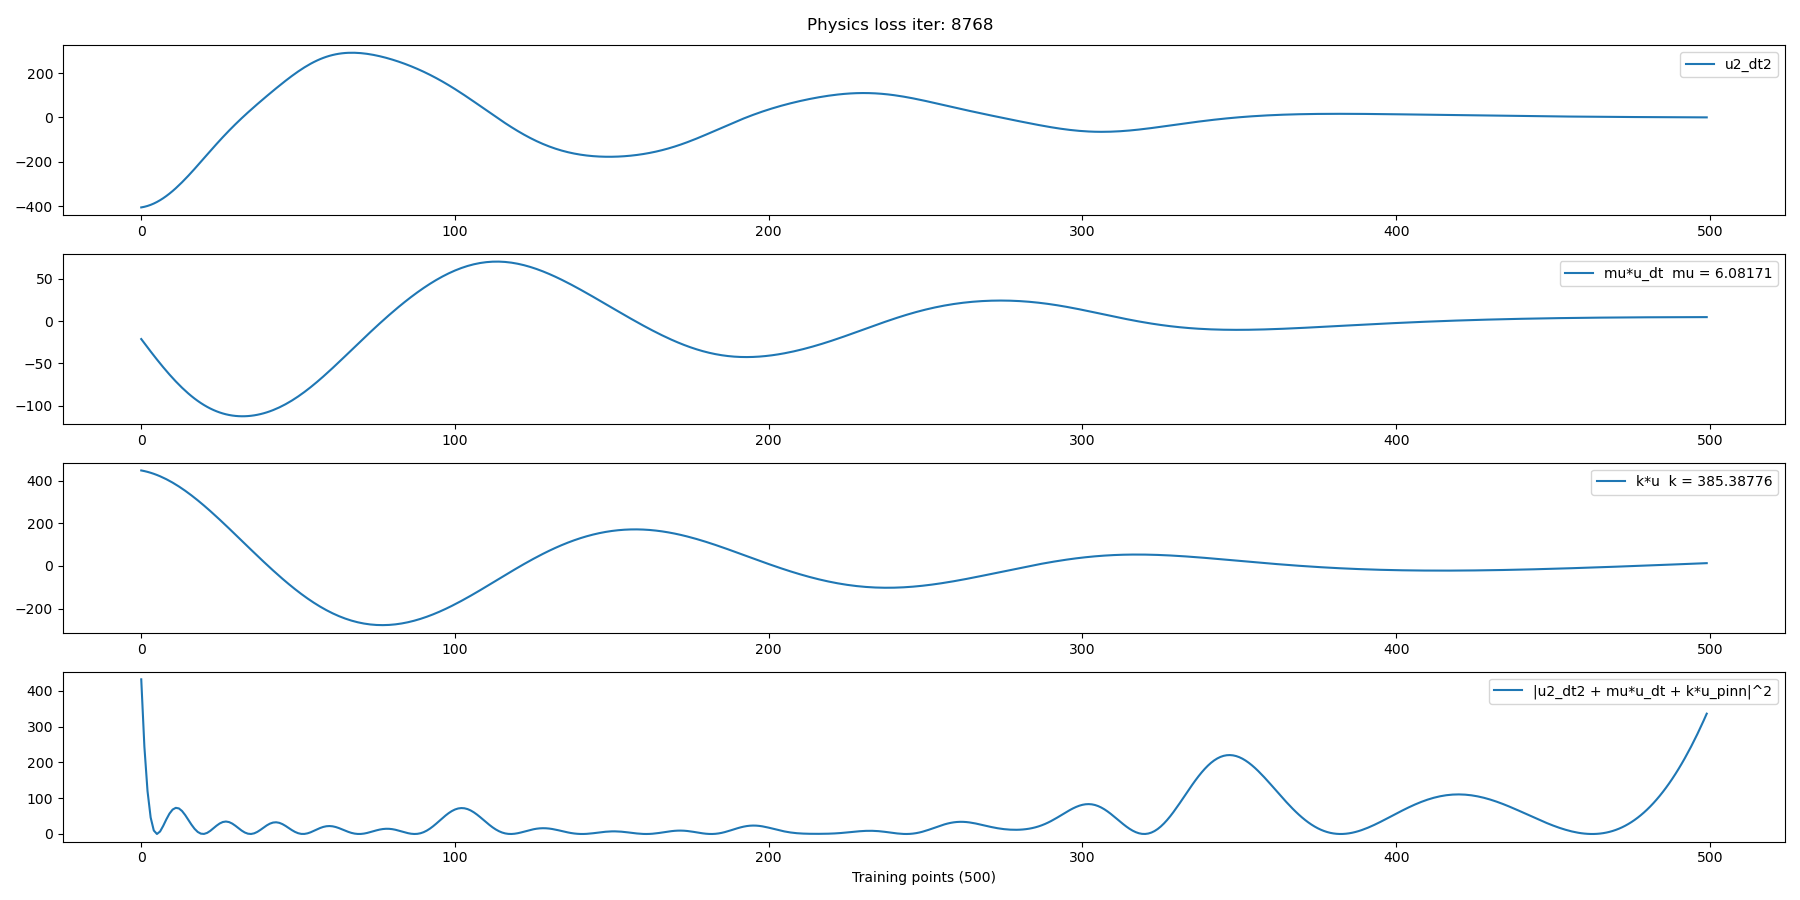 Physics loss iter: 8768
u2_dt2
200
0
−200
−400
0 100 200 300 400 500
mu*u_dt mu = 6.08171
50
0
−50
−100
0 100 200 300 400 500
k*u k = 385.38776
400
200
0
−200
0 100 200 300 400 500
|u2_dt2 + mu*u_dt + k*u_pinn|^2
400
300
200
100
0
0 100 200 300 400 500
Training points (500)